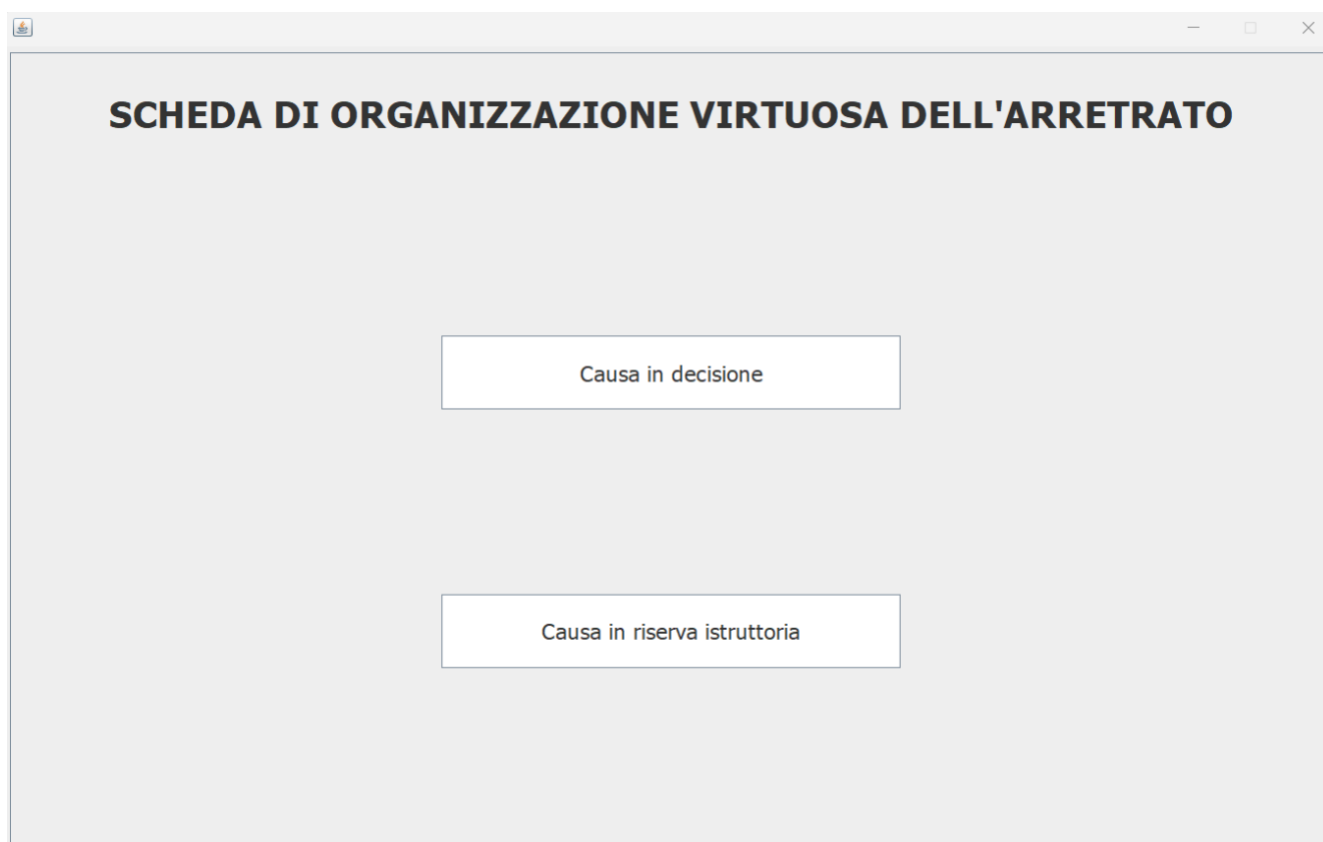 SCHEDA DI ORGANIZZAZIONE VIRTUOSA DELL'ARRETRATO
Causa in decisione
Causa in riserva istruttoria